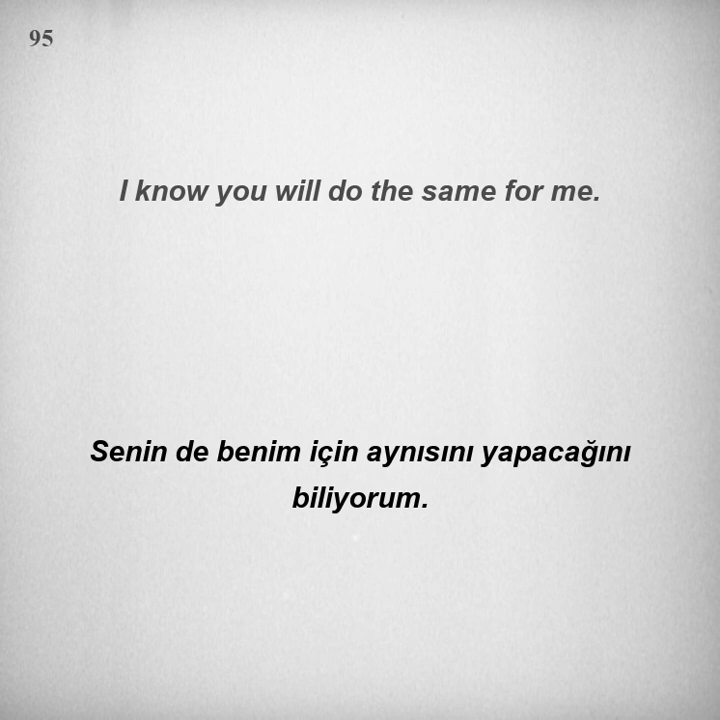 95
I know you will do the same for me.
Senin de benim için aynısını yapacağını
biliyorum.